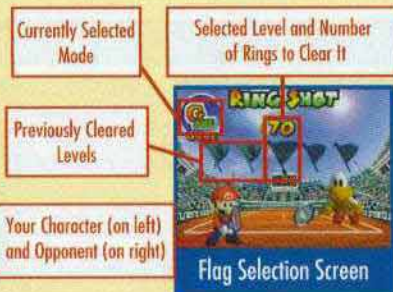 Currently Selected
Mode
Selected Level and Number
of Rings to Clear It
RING SHOT
70
Previously Cleared
Levels
Your Character (on left)
and Opponent (on right)
Flag Selection Screen